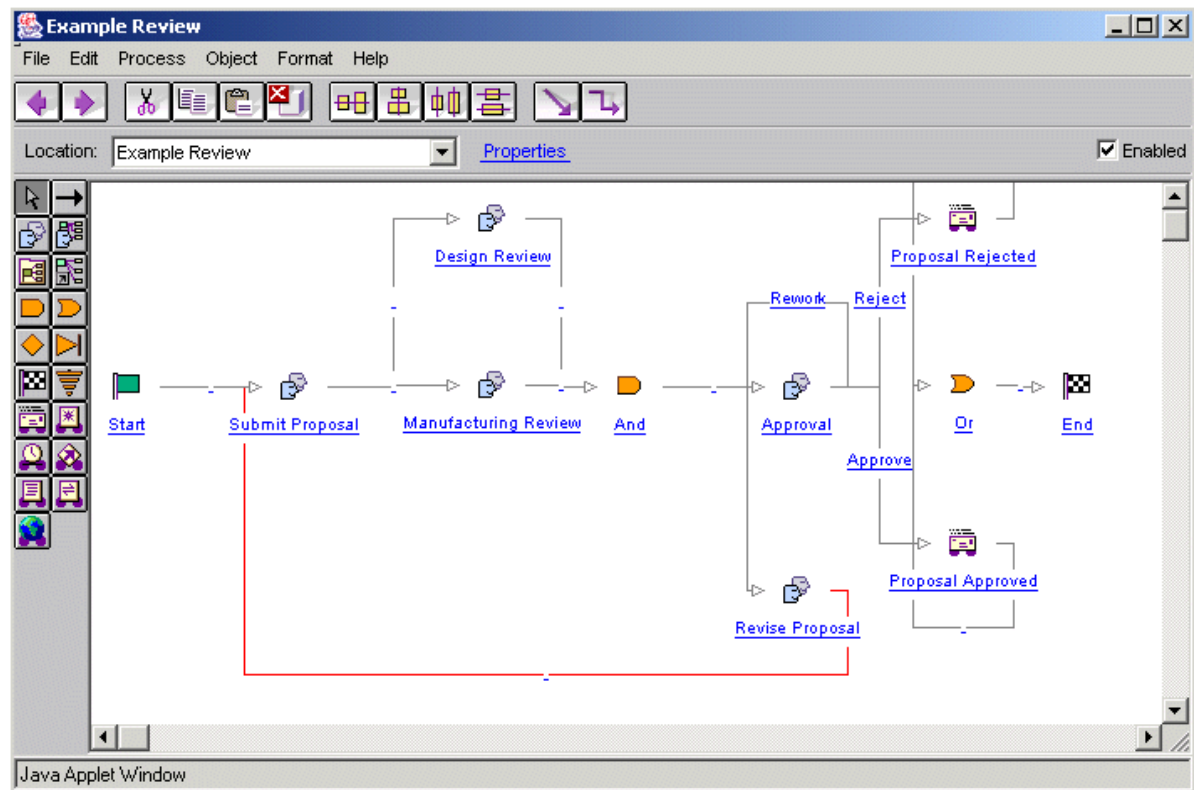 Example Review
File Edit Process Object Format Help
Location: Example Review Properties Enabled
Design Review
Proposal Rejected
Rework Reject
Start
Submit Proposal
Manufacturing Review
And
Approval
Or
End
Approve
Proposal Approved
Revise Proposal
Java Applet Window